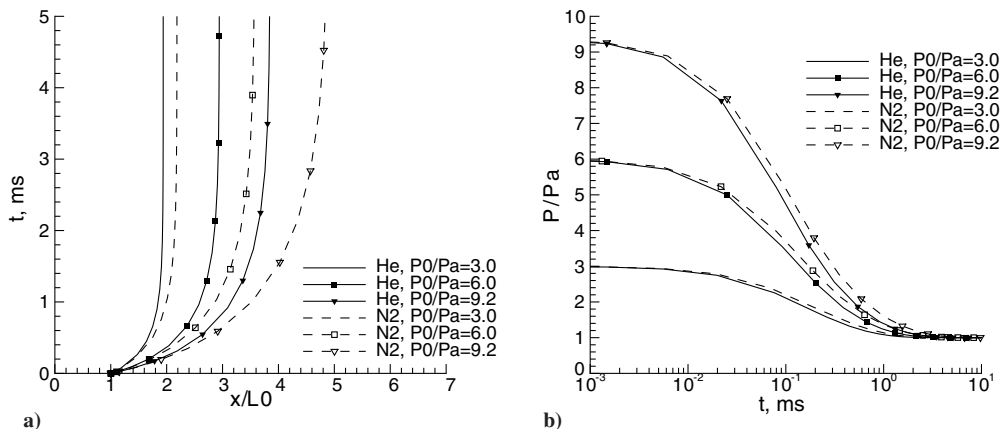 5
4
3
2
1
0
t, ms
0
1
2
3
4
5
6
7
x/L0
He, P0/Pa=3.0
He, P0/Pa=6.0
He, P0/Pa=9.2
N2, P0/Pa=3.0
N2, P0/Pa=6.0
N2, P0/Pa=9.2
a)
10
9
8
7
6
5
4
3
2
1
0
P/Pa
10-3
10-2
10-1
100
101
t, ms
He, P0/Pa=3.0
He, P0/Pa=6.0
He, P0/Pa=9.2
N2, P0/Pa=3.0
N2, P0/Pa=6.0
N2, P0/Pa=9.2
b)